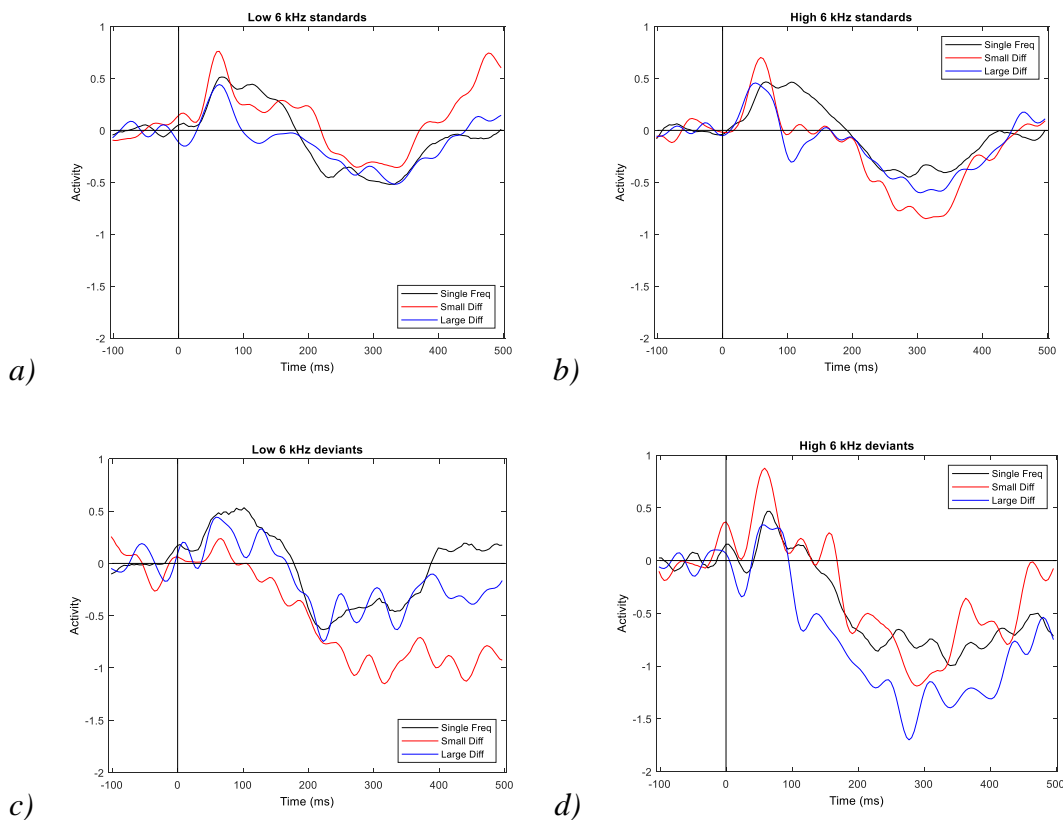 Low 6 kHz standards
1
0.5
0
-0.5
-1
-1.5
-2
Activity
-100 0 100 200 300 400 500
Time (ms)
Single Freq
Small Diff
Large Diff
a)
High 6 kHz standards
1
0.5
0
-0.5
-1
-1.5
-2
Activity
-100 0 100 200 300 400 500
Time (ms)
Single Freq
Small Diff
Large Diff
b)
Low 6 kHz deviants
1
0.5
0
-0.5
-1
-1.5
-2
Activity
-100 0 100 200 300 400 500
Time (ms)
Single Freq
Small Diff
Large Diff
c)
High 6 kHz deviants
1
0.5
0
-0.5
-1
-1.5
-2
Activity
-100 0 100 200 300 400 500
Time (ms)
Single Freq
Small Diff
Large Diff
d)